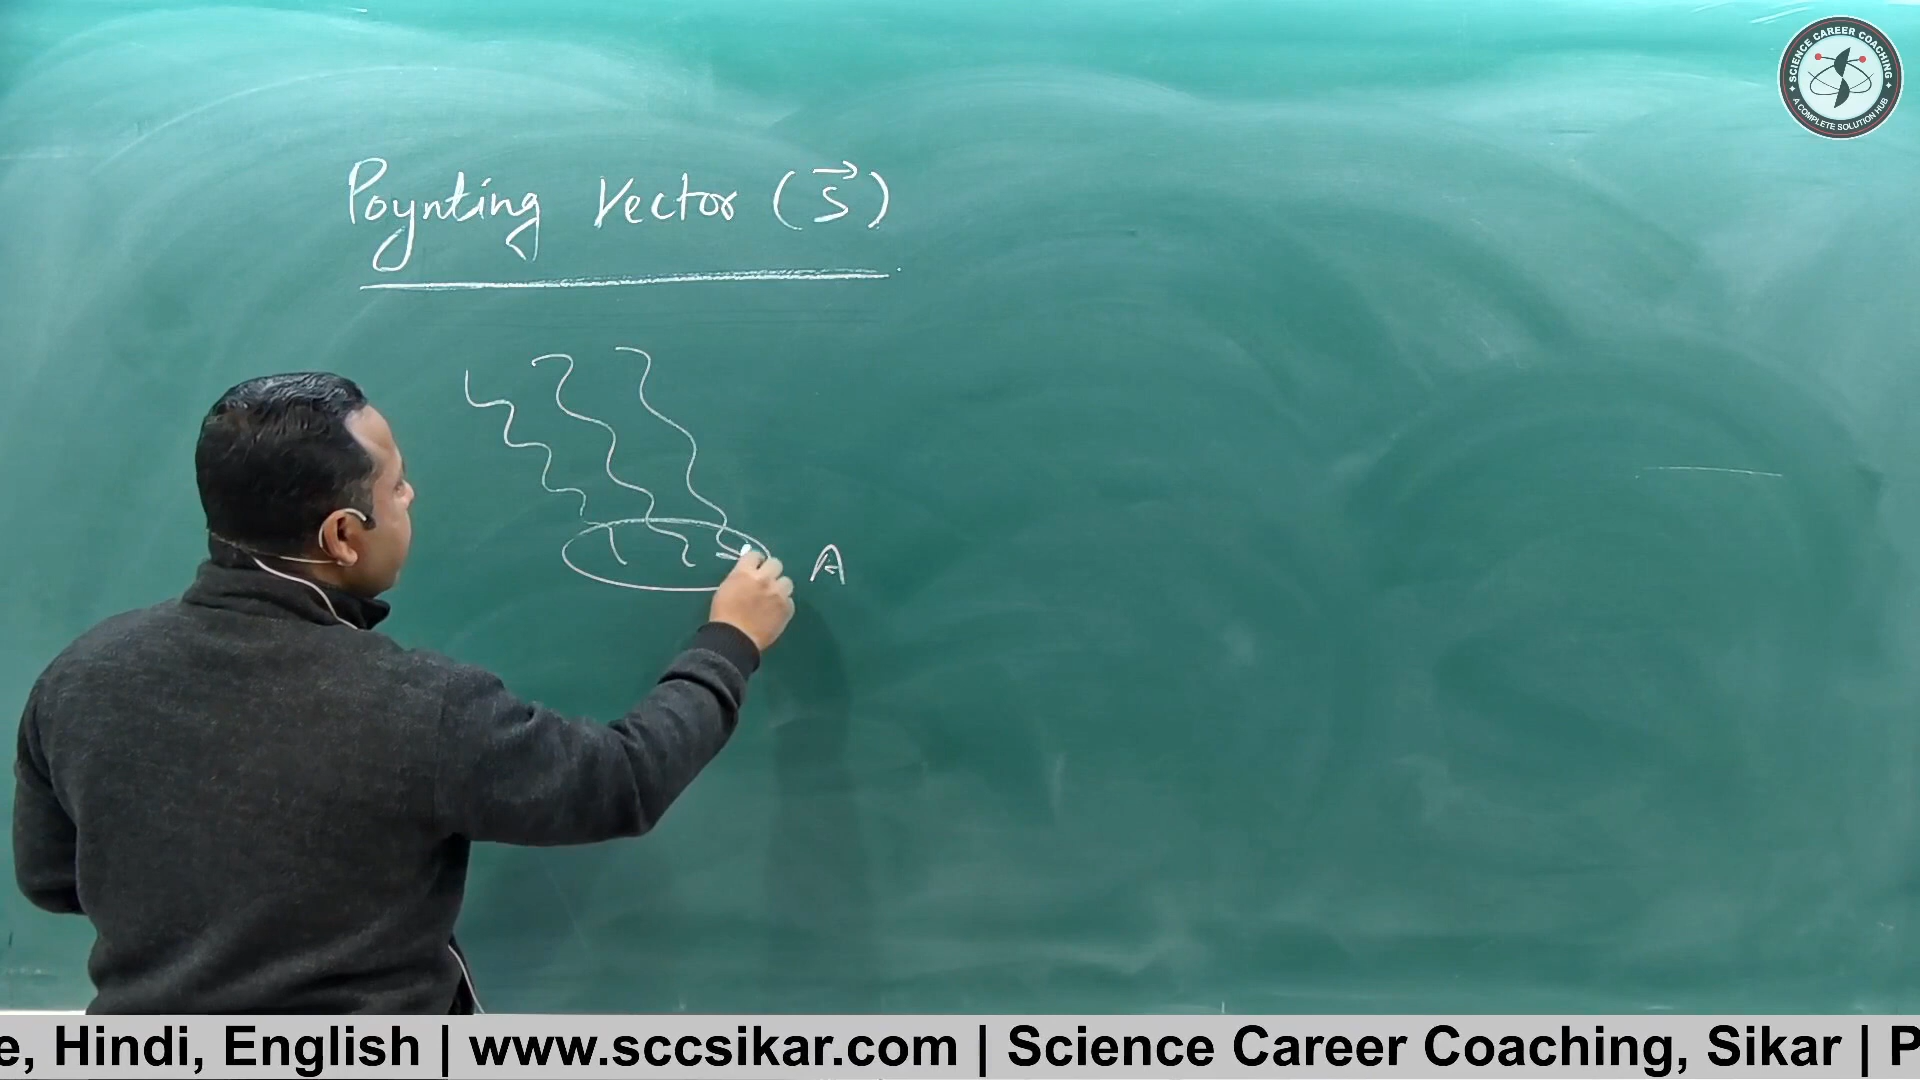 SCIENCE CAREER COACHING
A COMPLETE SOLUTION HUB
Poynting Vector (S⃗)
A
e, Hindi, English | www.sccsikar.com | Science Career Coaching, Sikar | P